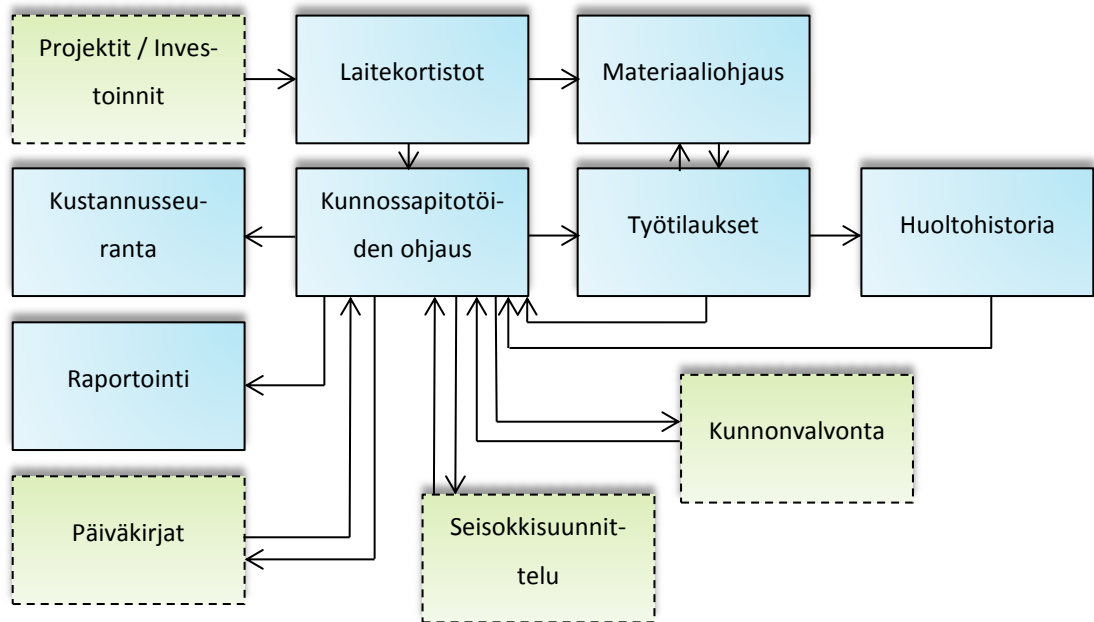 Projektit / Inves-
toinnit
Laitekortistot
Materiaaliohjaus
Kustannusseu-
ranta
Kunnossapitotöi-
den ohjaus
Työtilaukset
Huoltohistoria
Raportointi
Kunnonvalvonta
Päiväkirjat
Seisokkisuunnit-
telu